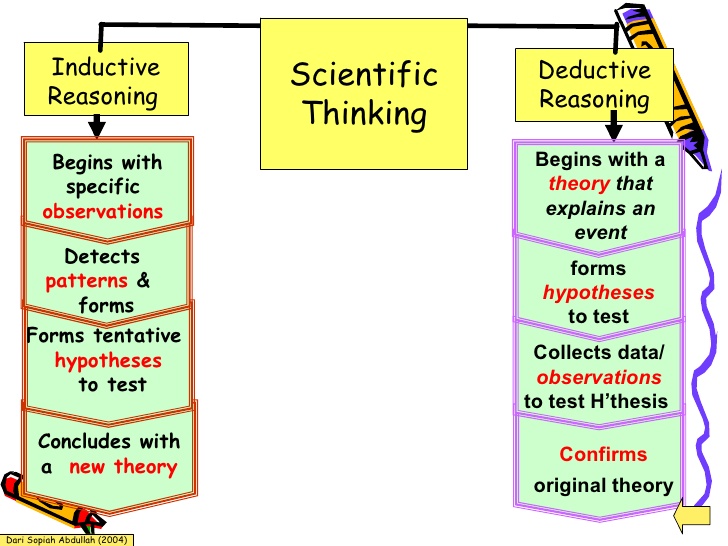 Scientific
Thinking
Inductive
Reasoning
Begins with
specific
observations
Detects
patterns &
forms
Forms tentative
hypotheses
to test
Concludes with
a new theory
Deductive
Reasoning
Begins with a
theory that
explains an
event
forms
hypotheses
to test
Collects data/
observations
to test H’thesis
Confirms
original theory
Dari Sopiah Abdullah (2004)